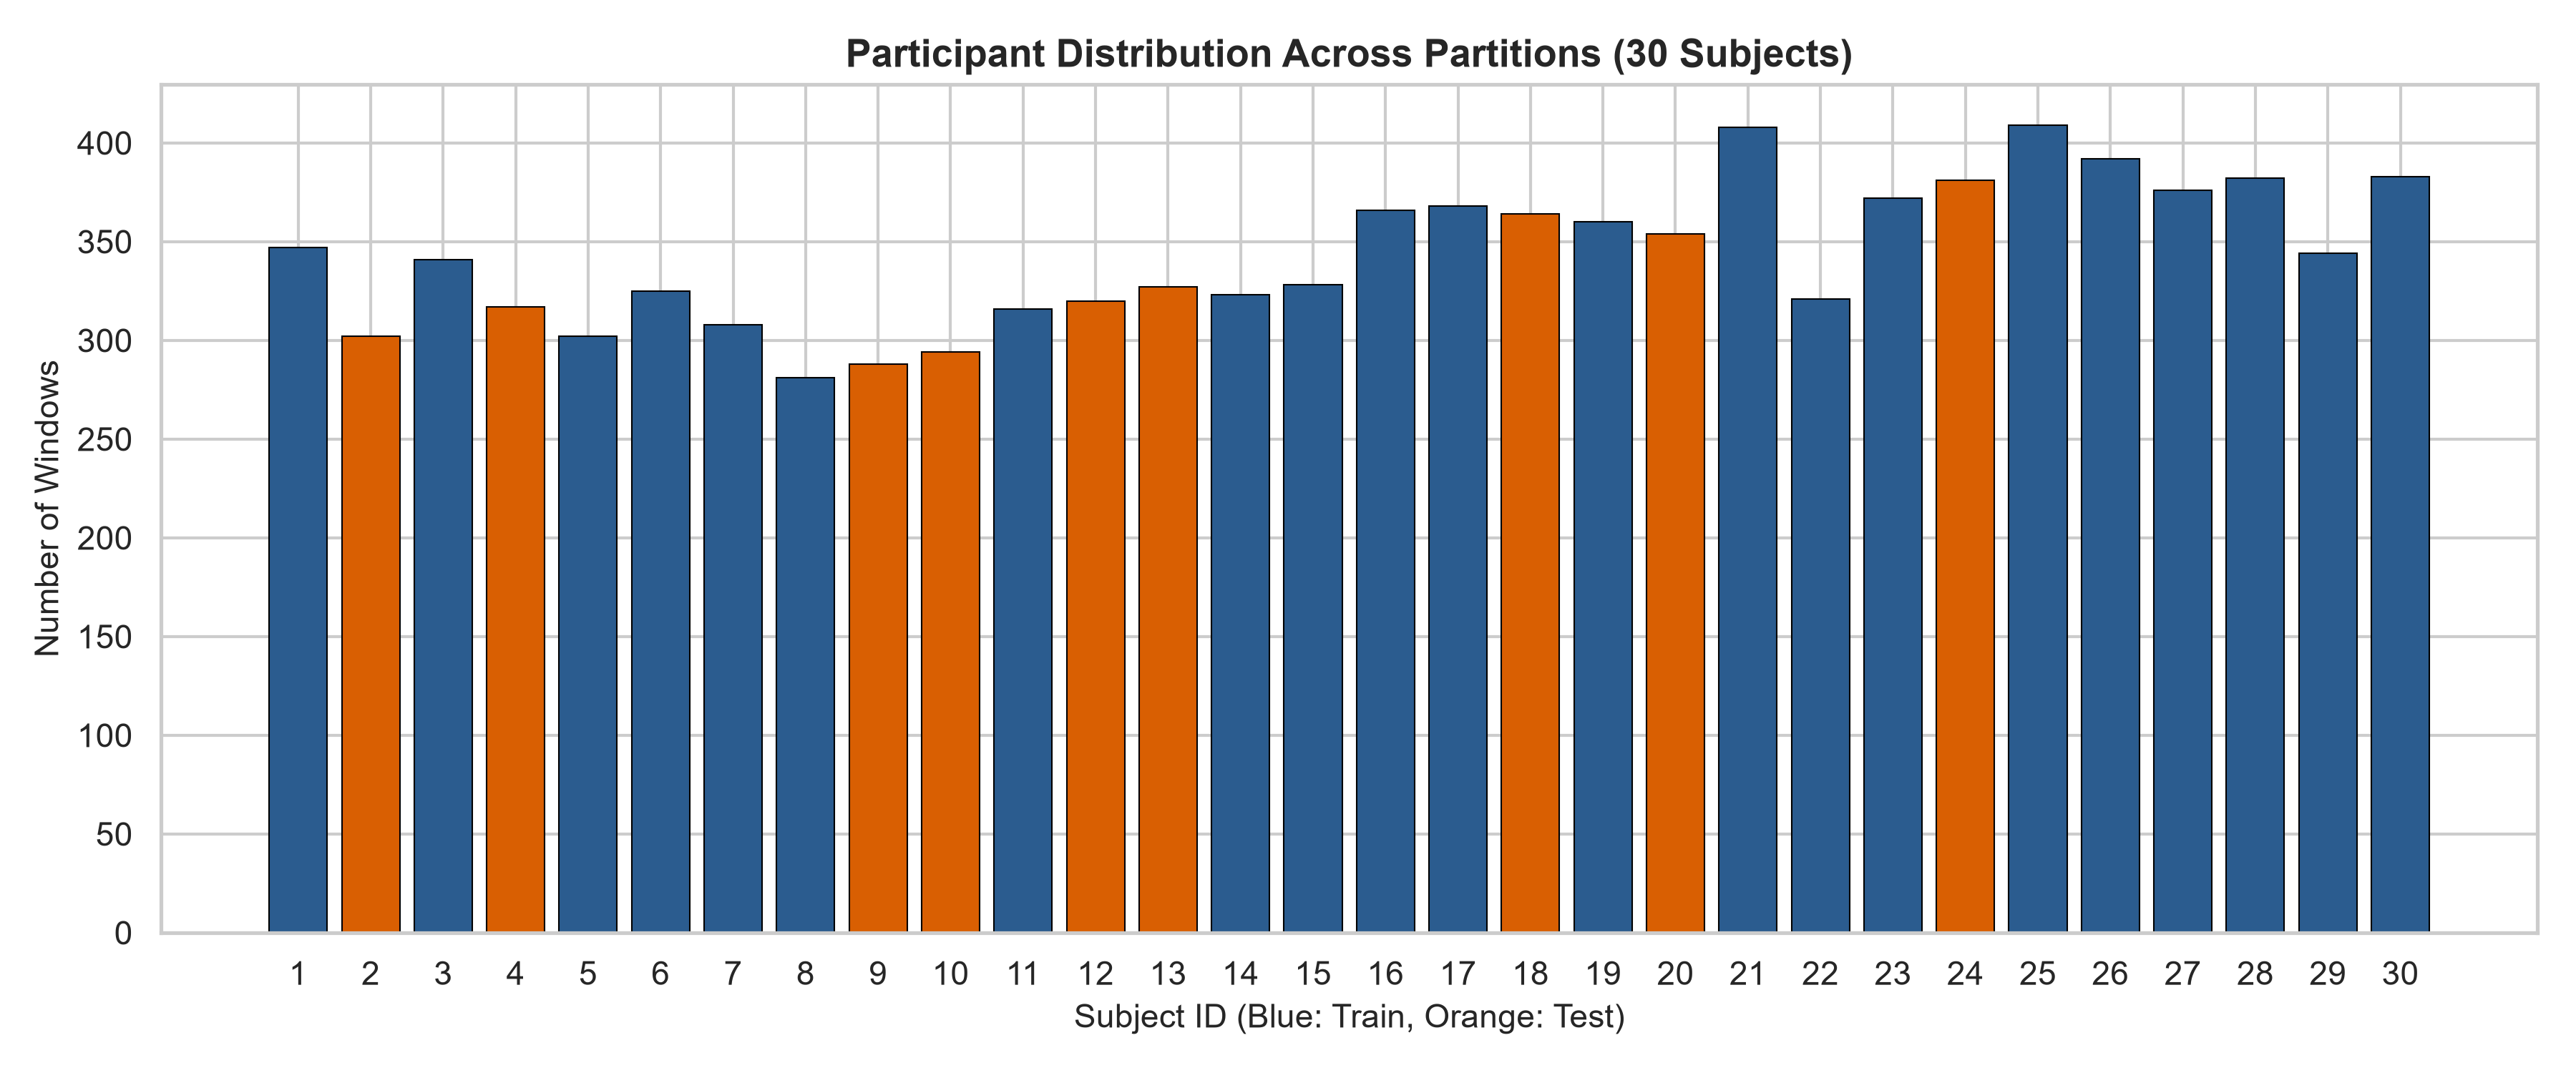 Participant Distribution Across Partitions (30 Subjects)
Number of Windows
400
350
300
250
200
150
100
50
0
1 2 3 4 5 6 7 8 9 10 11 12 13 14 15 16 17 18 19 20 21 22 23 24 25 26 27 28 29 30
Subject ID (Blue: Train, Orange: Test)